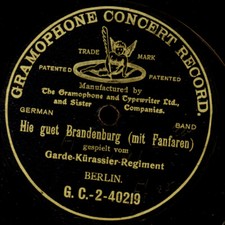 GRAMOPHONE CONCERT RECORD.
TRADE MARK
PATENTED PATENTED
Manufactured by
The Gramophone and Typewriter Ltd.,
and Sister Companies.
GERMAN BAND
Hie guet Brandenburg (mit Fanfaren)
gespielt vom
Garde-Kürassier-Regiment
BERLIN.
G. C.-2-40219